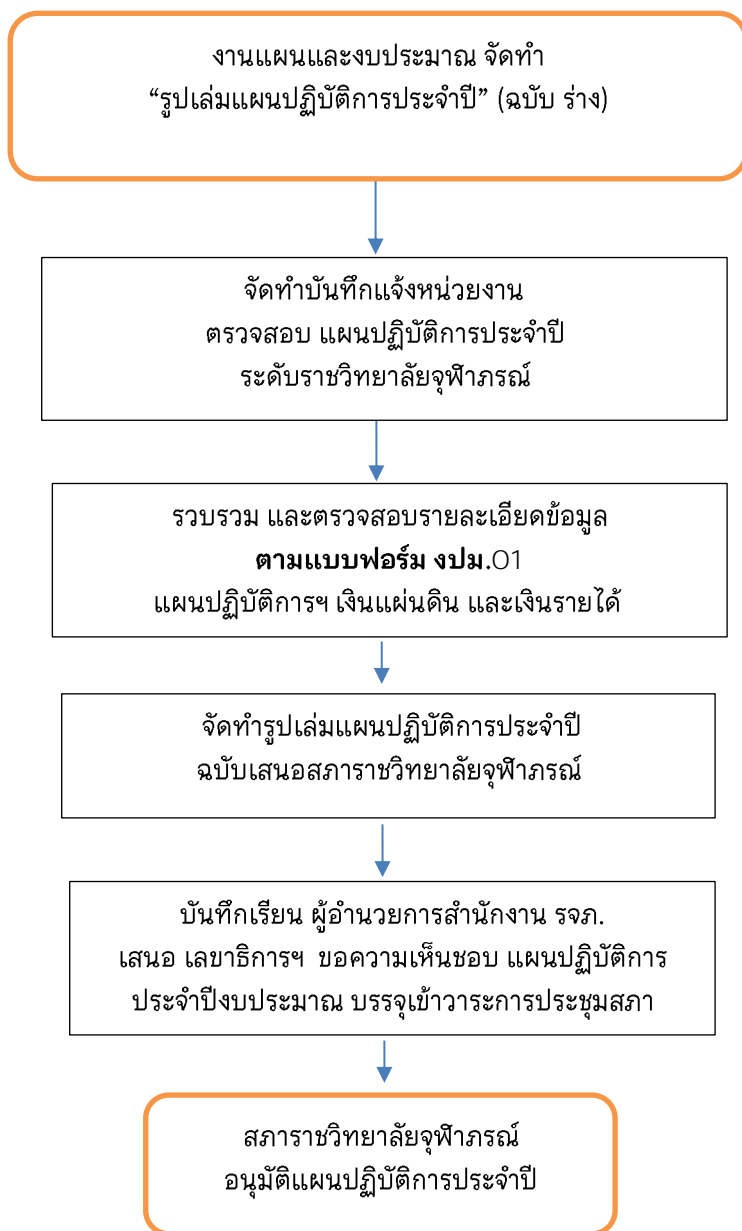 งานแผนและงบประมาณ จัดทำ
“รูปเล่มแผนปฏิบัติการประจำปี” (ฉบับ ร่าง)
จัดทำบันทึกแจ้งหน่วยงาน
ตรวจสอบ แผนปฏิบัติการประจำปี
ระดับราชวิทยาลัยจุฬาภรณ์
รวบรวม และตรวจสอบรายละเอียดข้อมูล
ตามแบบฟอร์ม งปม.01
แผนปฏิบัติการฯ เงินแผ่นดิน และเงินรายได้
จัดทำรูปเล่มแผนปฏิบัติการประจำปี
ฉบับเสนอสภาราชวิทยาลัยจุฬาภรณ์
บันทึกเรียน ผู้อำนวยการสำนักงาน รจภ.
เสนอ เลขาธิการฯ ขอความเห็นชอบ แผนปฏิบัติการ
ประจำปีงบประมาณ บรรจุเข้าวาระการประชุมสภา
สภาราชวิทยาลัยจุฬาภรณ์
อนุมัติแผนปฏิบัติการประจำปี